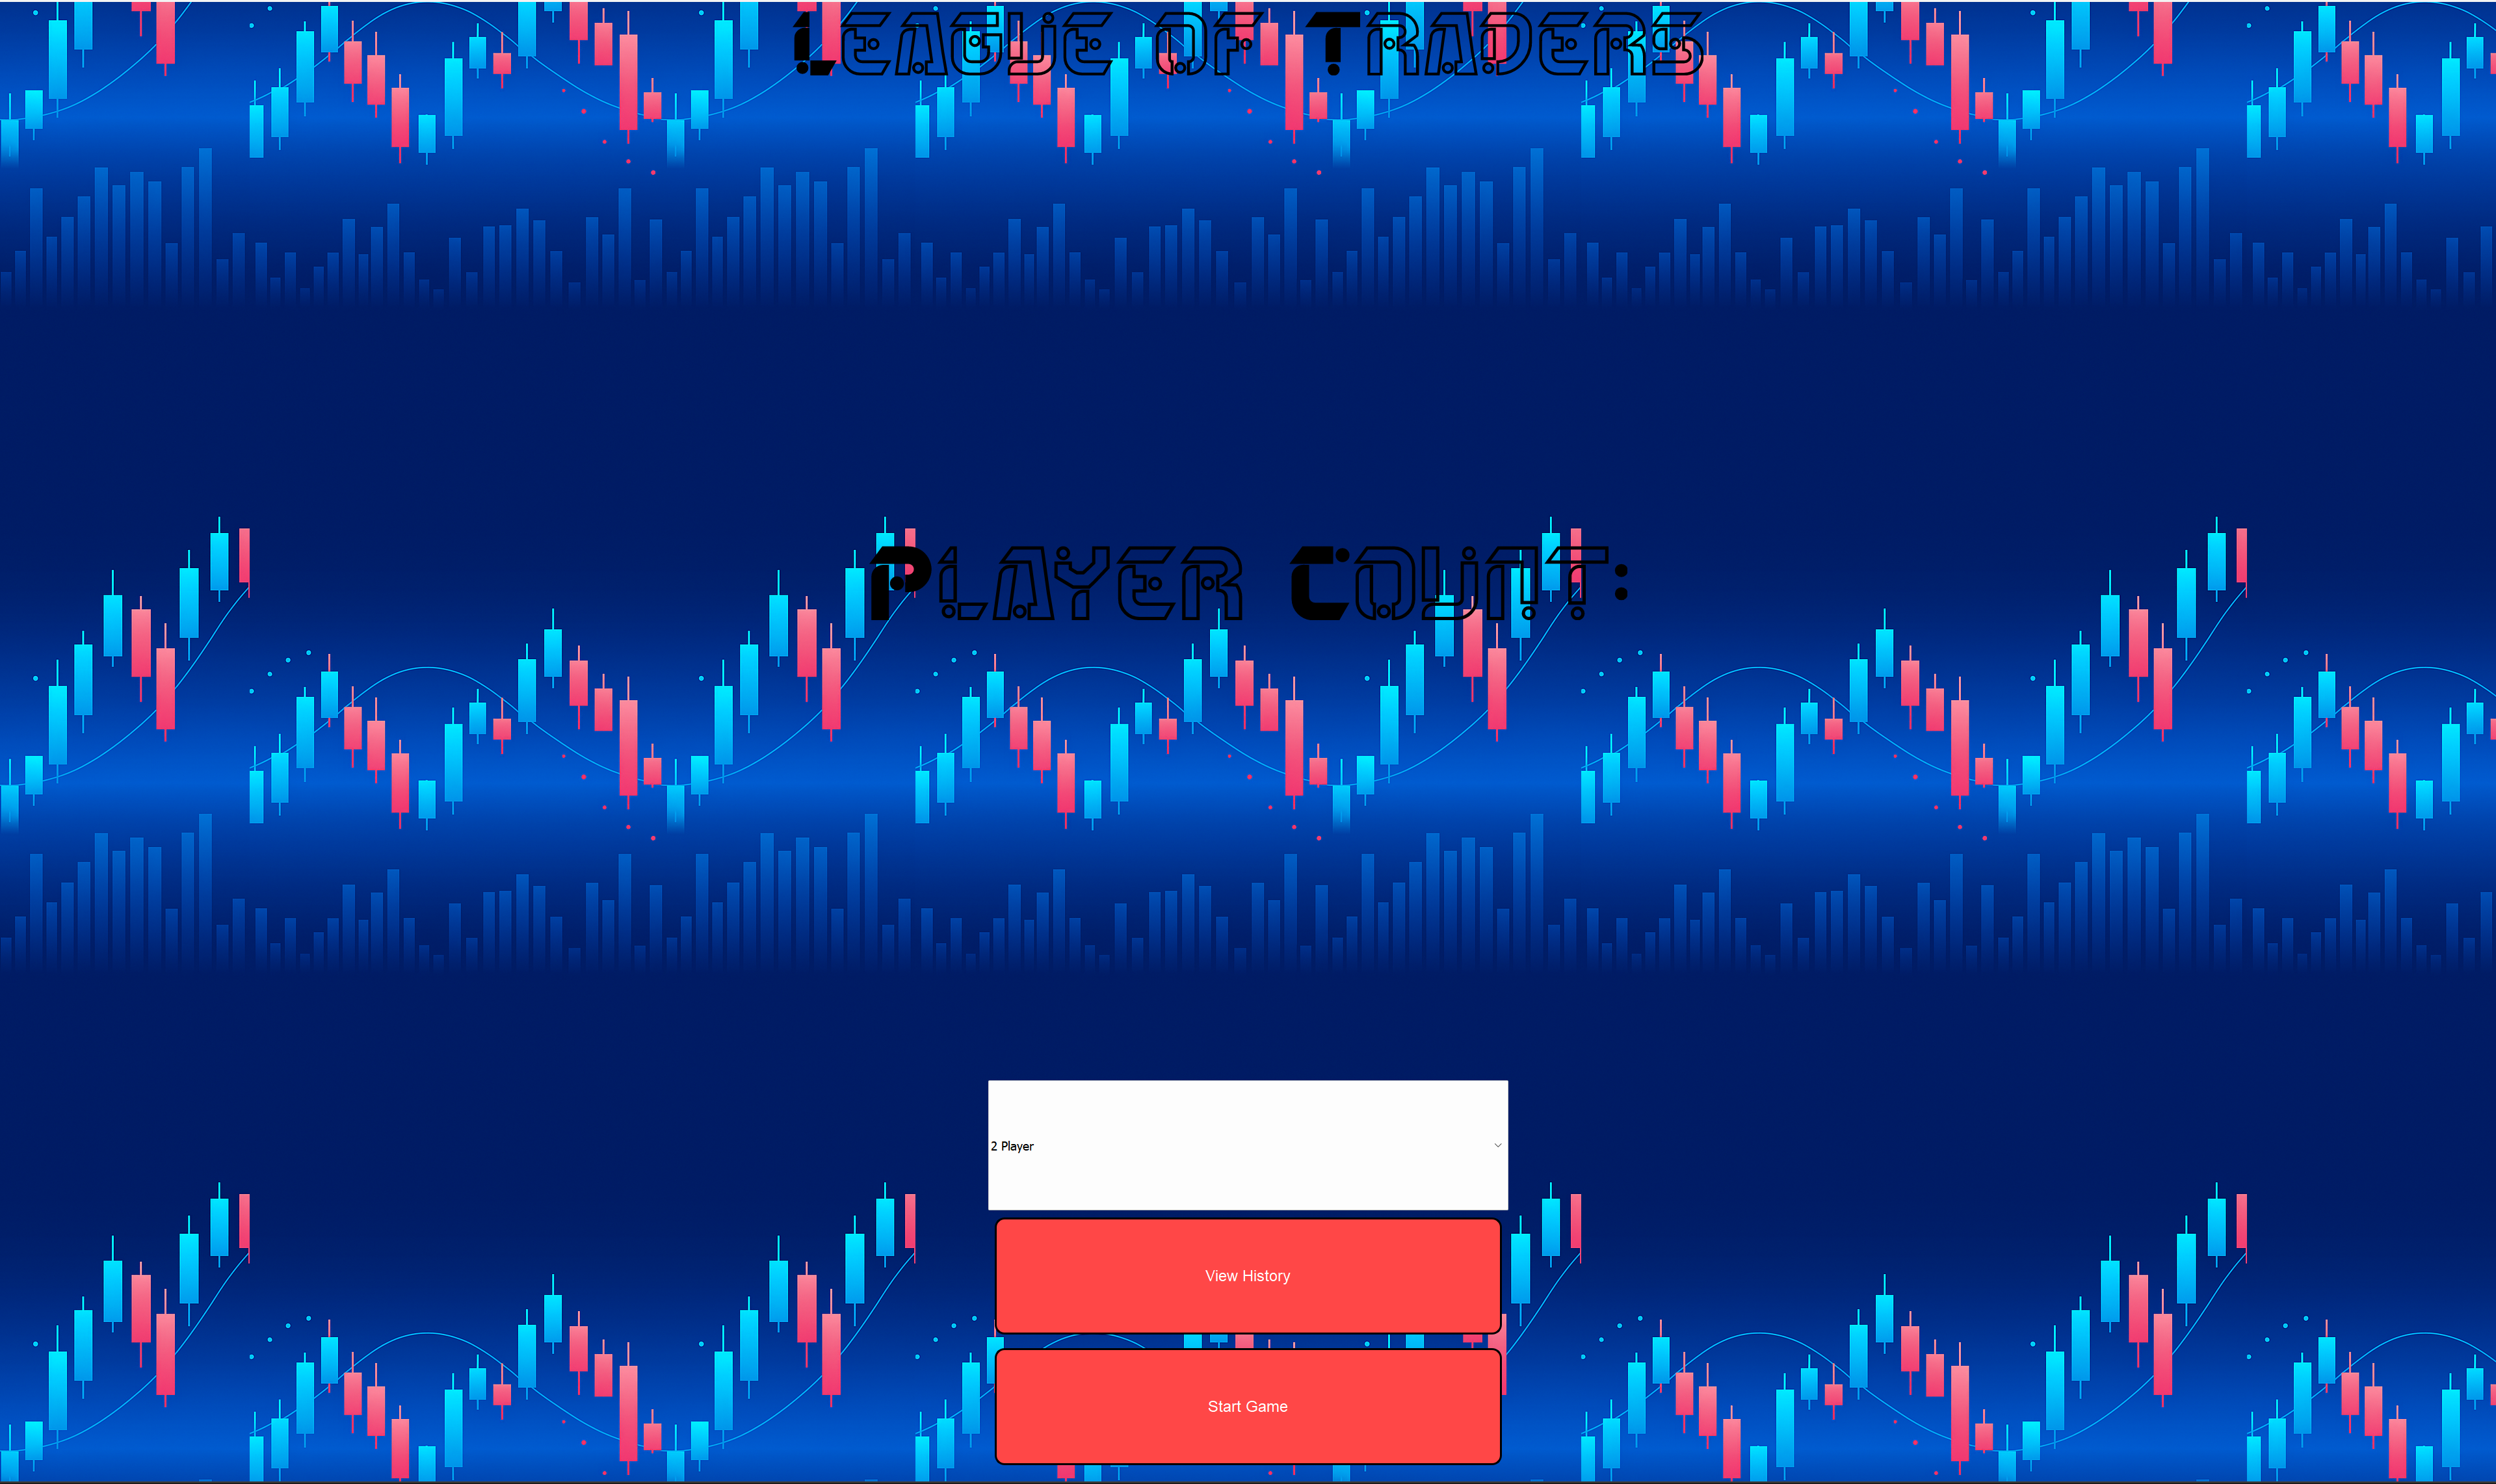 League of Traders
Player Count:
2 Player
View History
Start Game